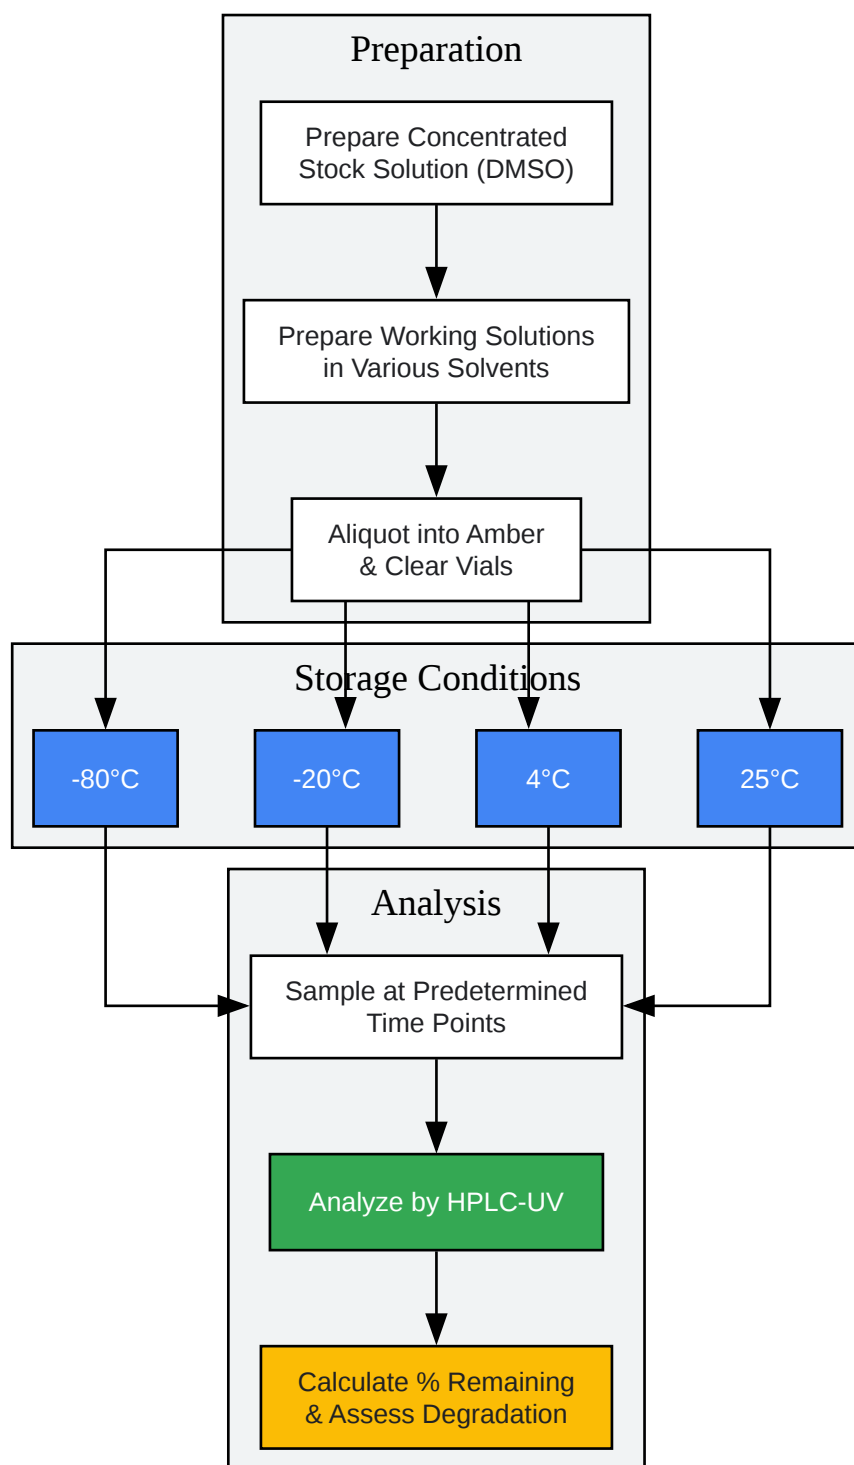 Preparation
Prepare Concentrated
Stock Solution (DMSO)
Prepare Working Solutions
in Various Solvents
Aliquot into Amber
& Clear Vials
Storage Conditions
-80°C
-20°C
4°C
25°C
Analysis
Sample at Predetermined
Time Points
Analyze by HPLC-UV
Calculate % Remaining
& Assess Degradation